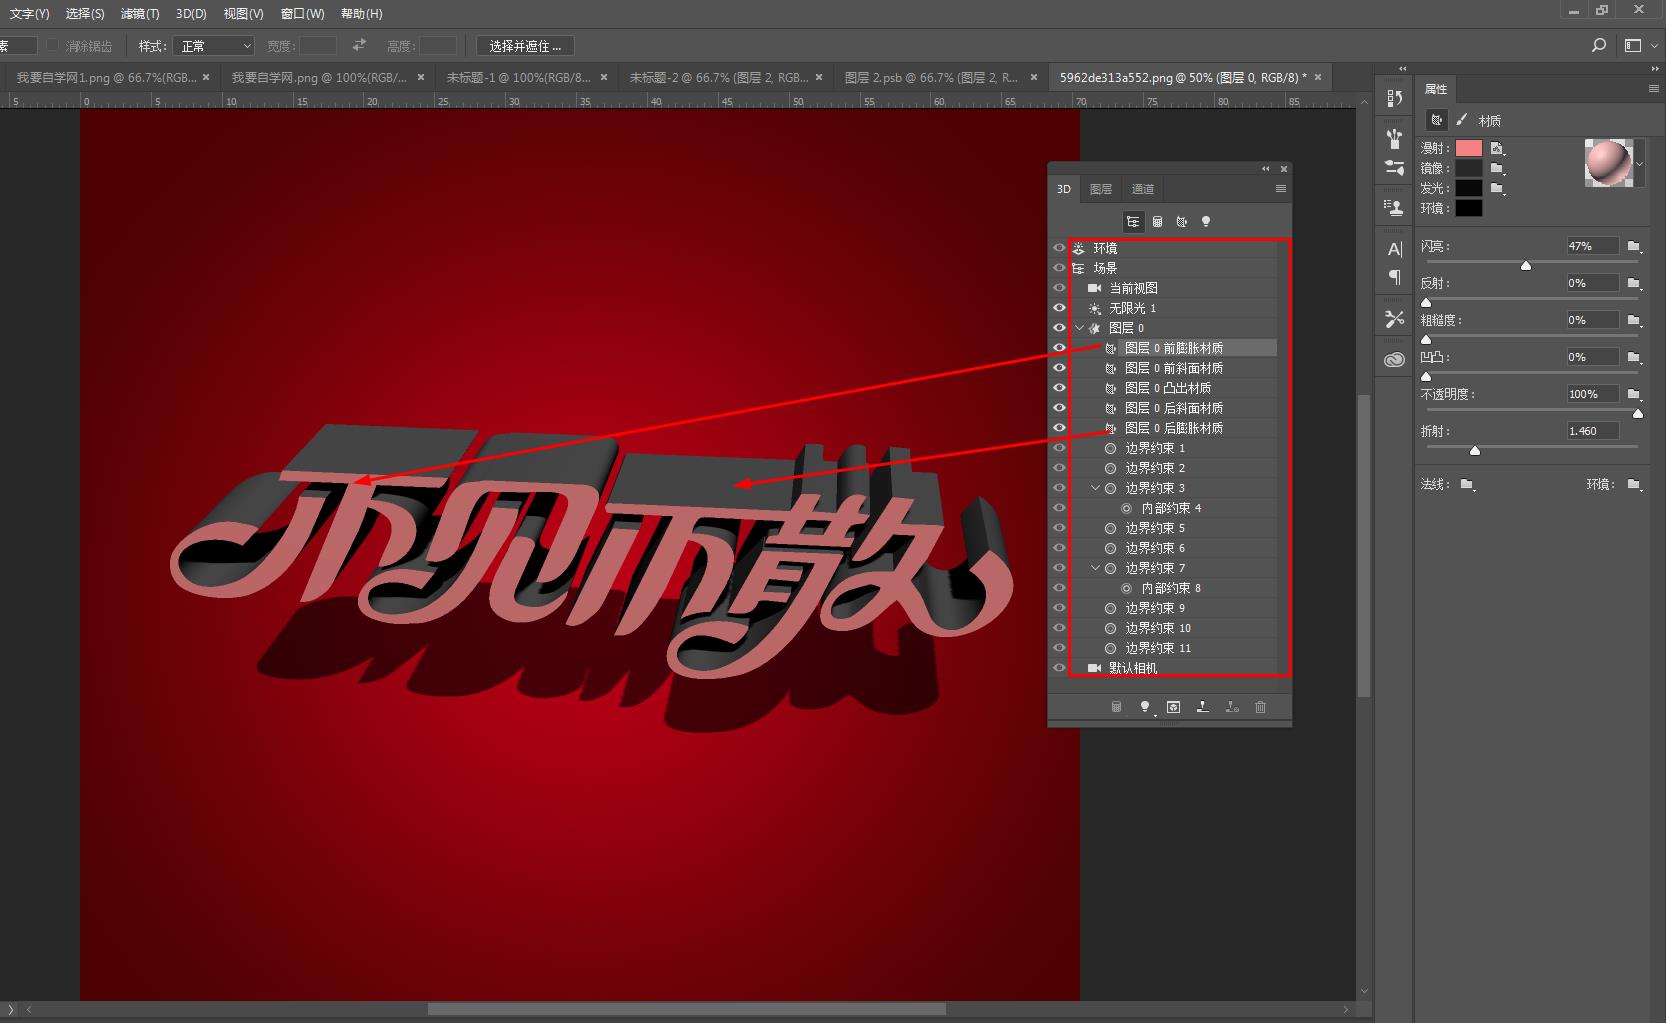 文字(Y) 选择(S) 滤镜(T) 3D(D) 视图(V) 窗口(W) 帮助(H)
素 消除锯齿 样式: 正常 宽度: 高度: 选择并遮住 ...
我要自学网1.png @ 66.7%(RGB... × 我要自学网.png @ 100%(RGB/... × 未标题-1 @ 100%(RGB/8... × 未标题-2 @ 66.7% (图层 2, RGB... × 图层 2.psb @ 66.7% (图层 2, R... × 5962de313a552.png @ 50% (图层 0, RGB/8) * ×
5 0 5 10 15 20 25 30 35 40 45 50 55 60 65 70 75 80 85
不见不散
3D 图层 通道
环境
场景
当前视图
无限光 1
图层 0
图层 0 前膨胀材质
图层 0 前斜面材质
图层 0 凸出材质
图层 0 后斜面材质
图层 0 后膨胀材质
边界约束 1
边界约束 2
边界约束 3
内部约束 4
边界约束 5
边界约束 6
边界约束 7
内部约束 8
边界约束 9
边界约束 10
边界约束 11
默认相机
属性
材质
漫射:
镜像:
发光:
环境:
闪亮: 47%
反射: 0%
粗糙度: 0%
凹凸: 0%
不透明度: 100%
折射: 1.460
法线: 环境: